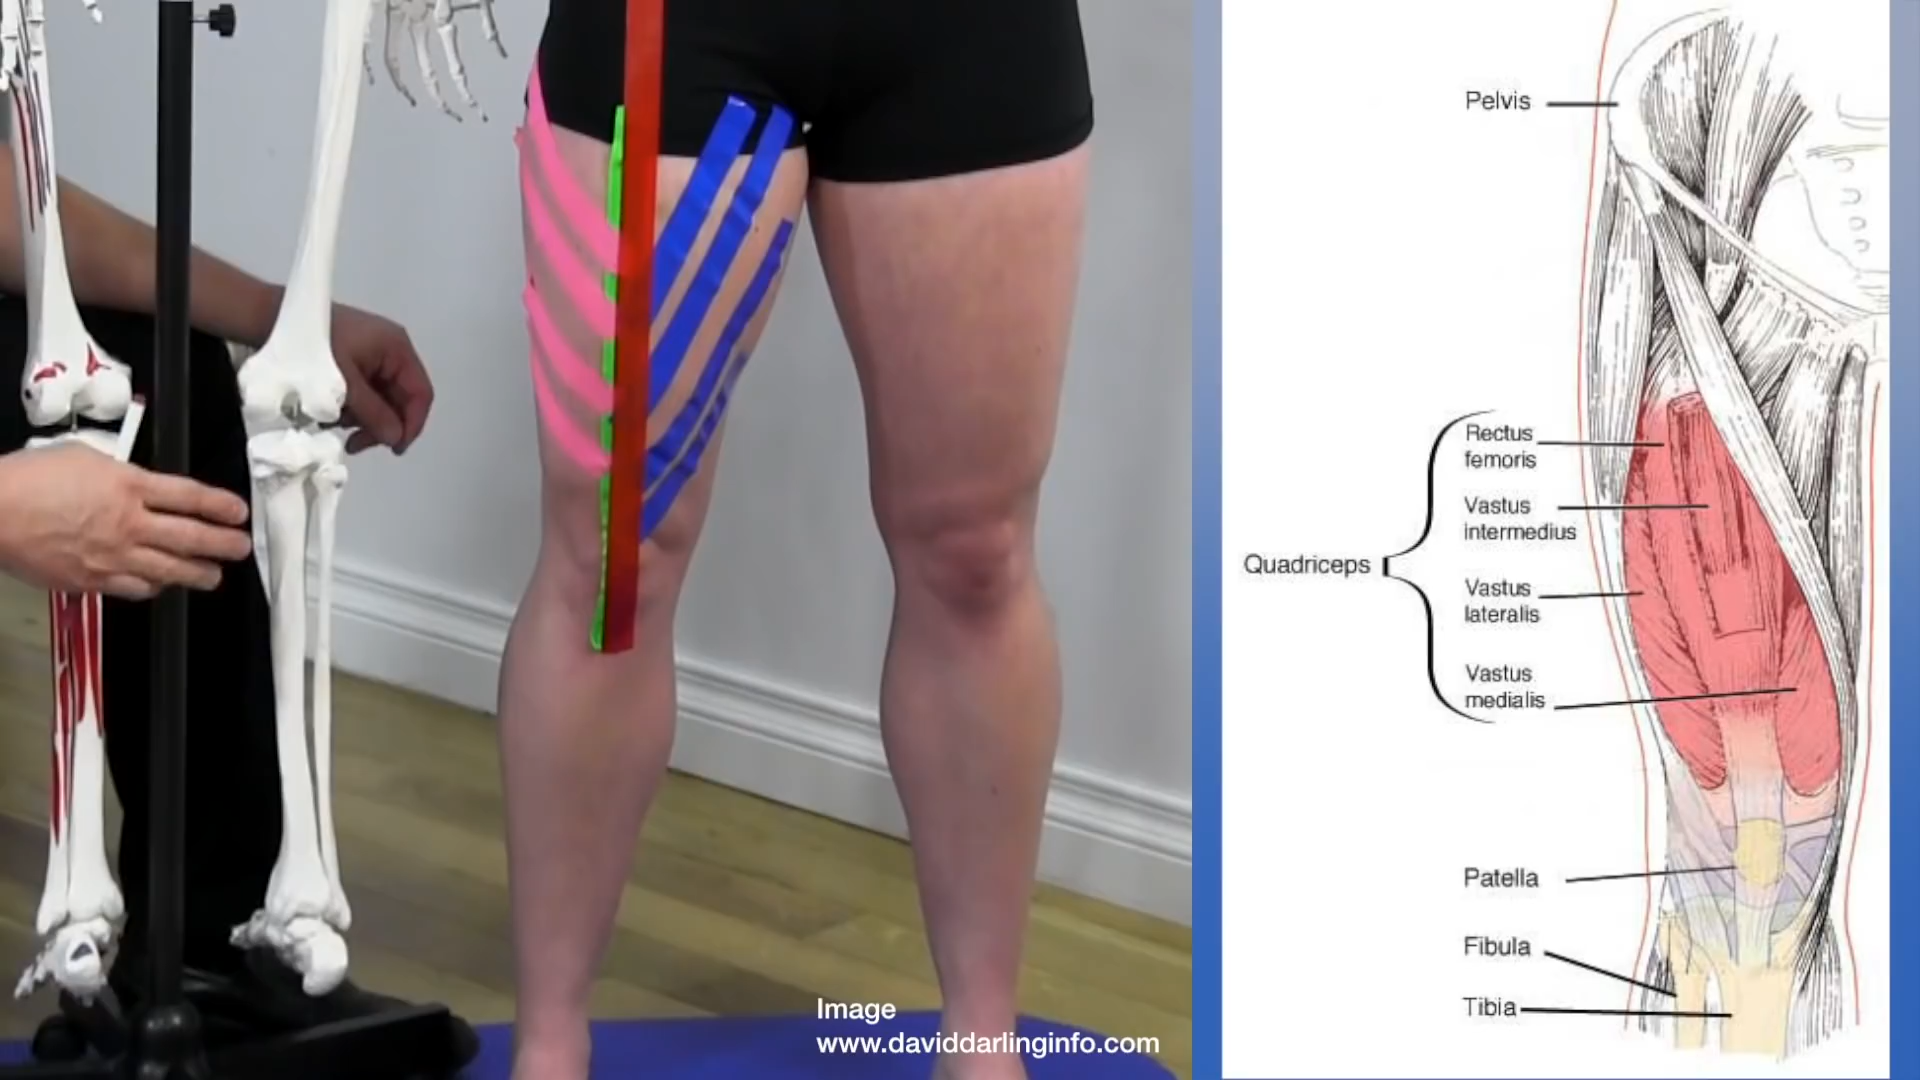 Pelvis
Rectus
femoris
Vastus
intermedius
Quadriceps
Vastus
lateralis
Vastus
medialis
Patella
Fibula
Tibia
Image
www.daviddarlinginfo.com